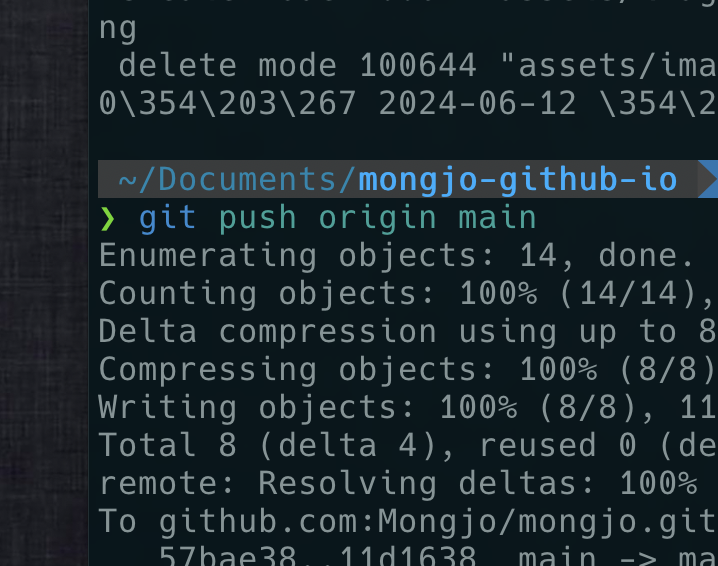 ng
 delete mode 100644 "assets/ima
0\354\203\267 2024-06-12 \354\2
~/Documents/mongjo-github-io
❯ git push origin main
Enumerating objects: 14, done.
Counting objects: 100% (14/14),
Delta compression using up to 8
Compressing objects: 100% (8/8)
Writing objects: 100% (8/8), 11
Total 8 (delta 4), reused 0 (de
remote: Resolving deltas: 100%
To github.com:Mongjo/mongjo.git
57bae38..11d1638 main -> ma